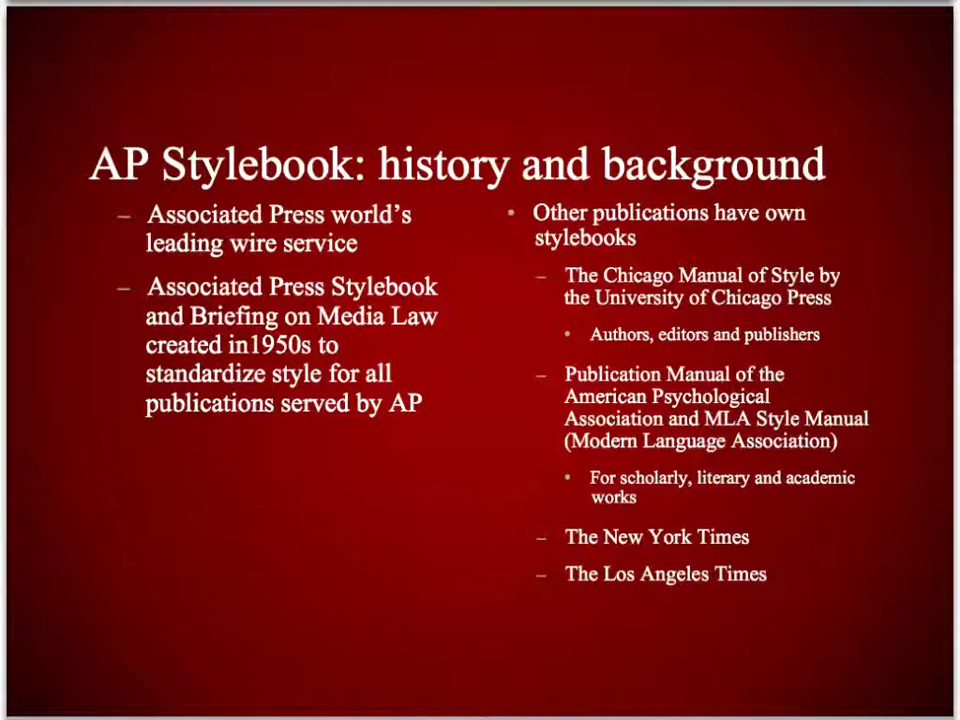 AP Stylebook: history and background
– Associated Press world's
leading wire service
– Associated Press Stylebook
and Briefing on Media Law
created in1950s to
standardize style for all
publications served by AP
• Other publications have own
stylebooks
– The Chicago Manual of Style by
the University of Chicago Press
• Authors, editors and publishers
– Publication Manual of the
American Psychological
Association and MLA Style Manual
(Modern Language Association)
• For scholarly, literary and academic
works
– The New York Times
– The Los Angeles Times